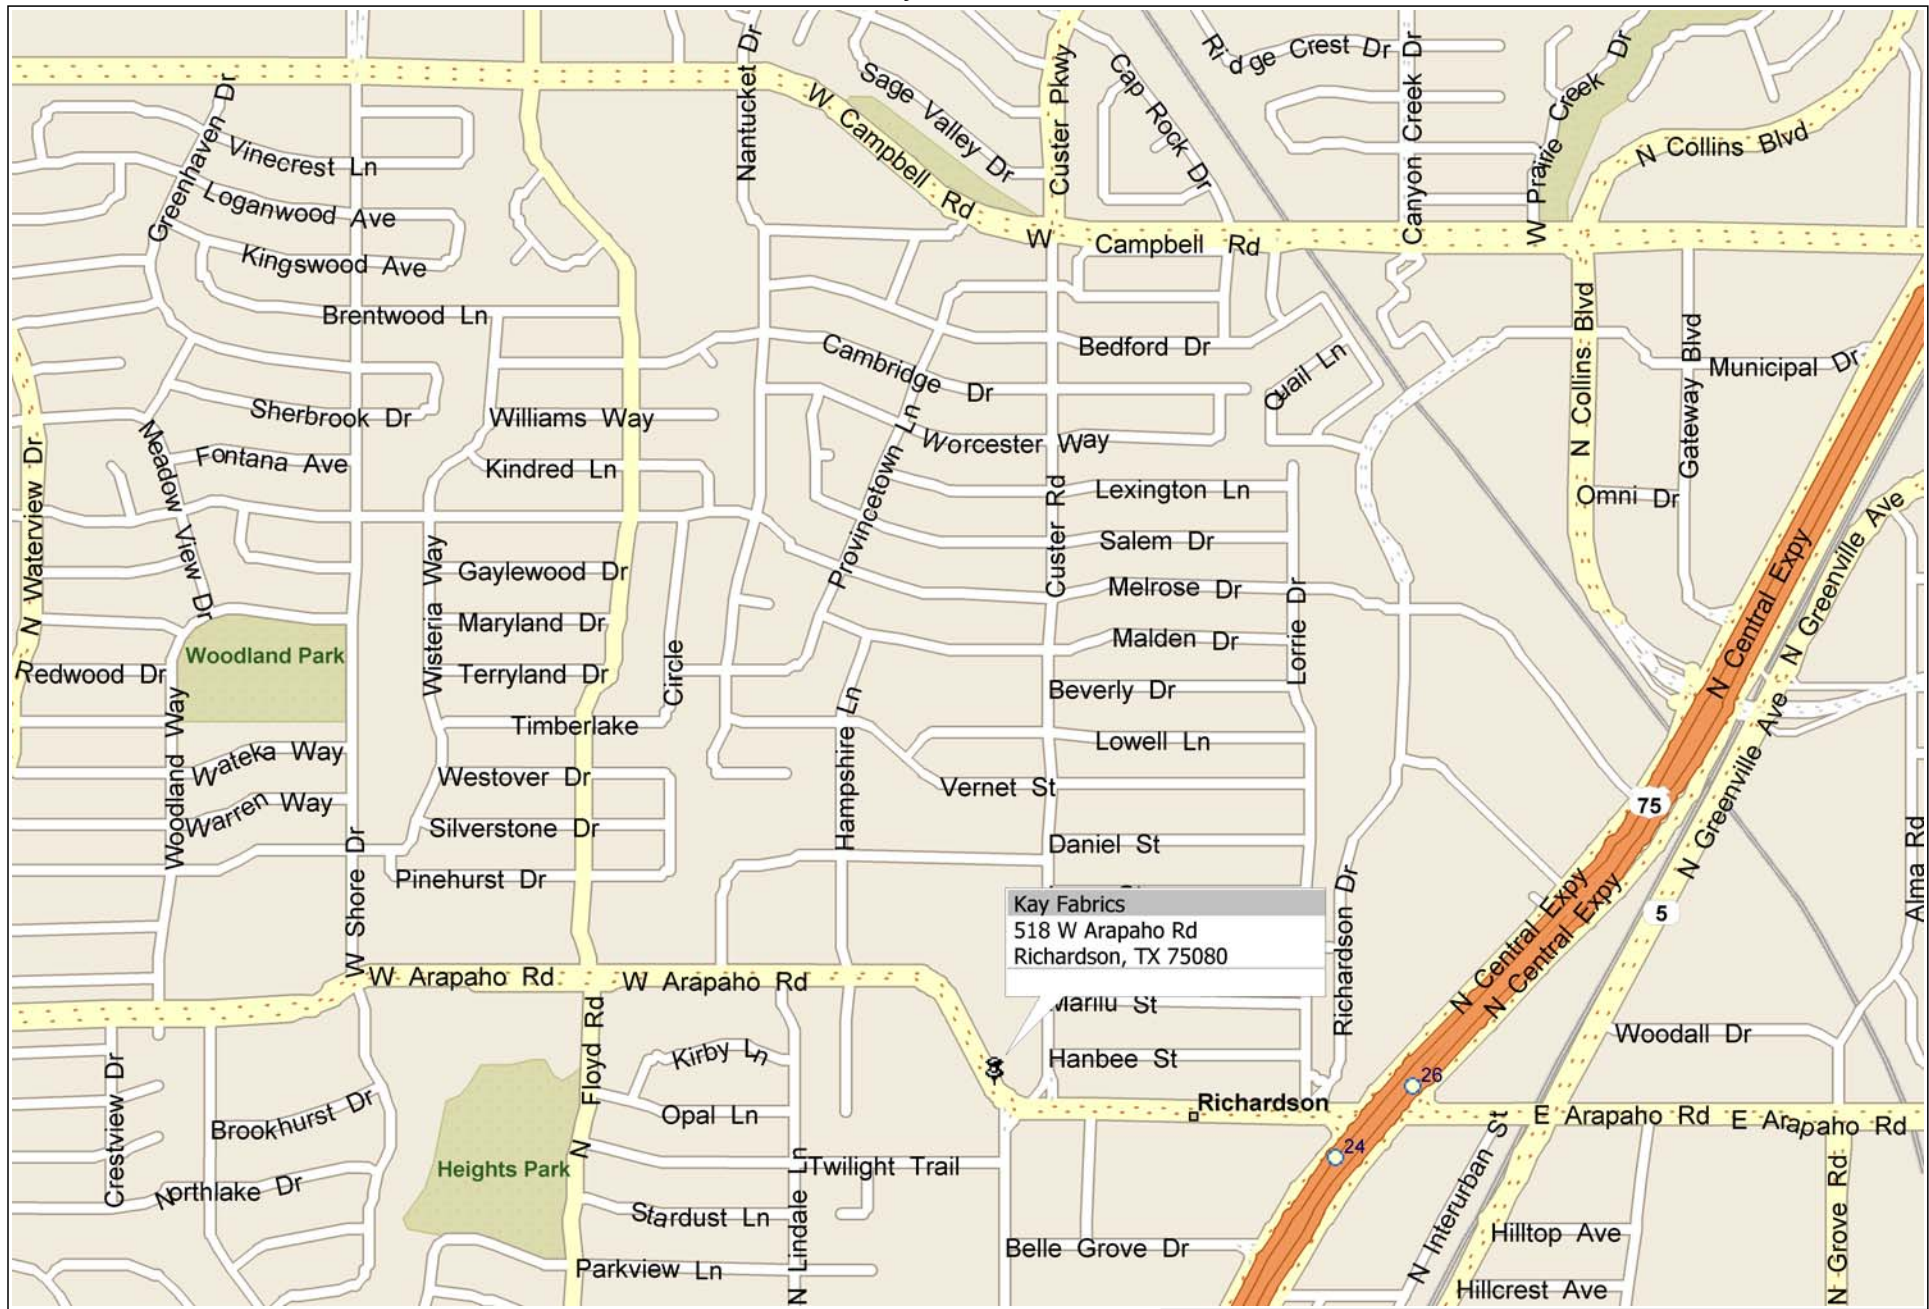 Nantucket Dr
Custer Pkwy
Ridge Crest Dr
Canyon Creek Dr
W Prairie Creek Dr
Sage Valley Dr
Cap Rock Dr
Greenhaven Dr
W Campbell Rd
N Collins Blvd
Vinecrest Ln
Loganwood Ave
Kingswood Ave
W Campbell Rd
Brentwood Ln
Cambridge Dr
Bedford Dr
Quail Ln
N Collins Blvd
Gateway Blvd
Municipal Dr
Sherbrook Dr
Williams Way
Provincetown Ln
Worcester Way
N Waterview Dr
Meadow View Dr
Fontana Ave
Kindred Ln
Custer Rd
Lexington Ln
Omni Dr
N Greenville Ave
Salem Dr
Wisteria Way
Gaylewood Dr
Melrose Dr
Lorrie Dr
N Central Expy
Maryland Dr
Malden Dr
Woodland Park
Redwood Dr
Terryland Dr
Circle
Beverly Dr
Woodland Way
Timberlake
Hampshire Ln
Lowell Ln
N Greenville Ave
Wateka Way
Westover Dr
Vernet St
75
Warren Way
Silverstone Dr
Daniel St
W Shore Dr
Pinehurst Dr
Richardson Dr
N Central Expy
N Central Expy
5
Alma Rd
Kay Fabrics
518 W Arapaho Rd
Richardson, TX 75080
W Arapaho Rd
W Arapaho Rd
Marilu St
Floyd Rd
N
Woodall Dr
Crestview Dr
Kirby Ln
Hanbee St
26
Brookhurst Dr
Opal Ln
Richardson
E Arapaho Rd
E Arapaho Rd
24
Heights Park
Twilight Trail
Northlake Dr
Stardust Ln
N Lindale Ln
N Interurban St
Hilltop Ave
N Grove Rd
Belle Grove Dr
Parkview Ln
Hillcrest Ave